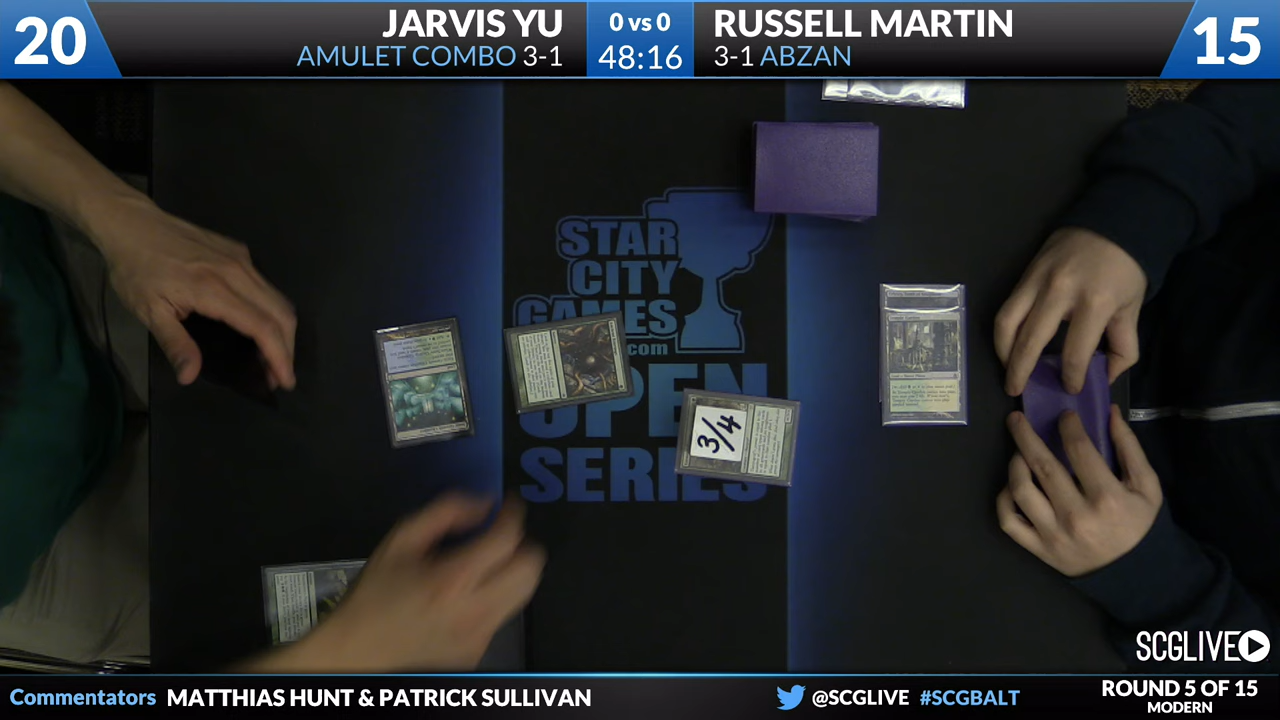 20
JARVIS YU
AMULET COMBO 3-1
0 vs 0
48:16
RUSSELL MARTIN
3-1 ABZAN
15
STAR
CITY
GAMES
.com
OPEN
SERIES
3/4
SCGLIVE
Commentators MATTHIAS HUNT & PATRICK SULLIVAN
@SCGLIVE #SCGBALT
ROUND 5 OF 15
MODERN